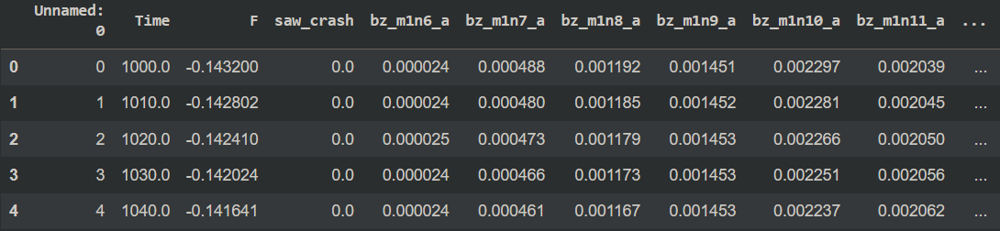 Unnamed: 0 Time F saw_crash bz_m1n6_a bz_m1n7_a bz_m1n8_a bz_m1n9_a bz_m1n10_a bz_m1n11_a ...
0 0 1000.0 -0.143200 0.0 0.000024 0.000488 0.001192 0.001451 0.002297 0.002039 ...
1 1 1010.0 -0.142802 0.0 0.000024 0.000480 0.001185 0.001452 0.002281 0.002045 ...
2 2 1020.0 -0.142410 0.0 0.000025 0.000473 0.001179 0.001453 0.002266 0.002050 ...
3 3 1030.0 -0.142024 0.0 0.000024 0.000466 0.001173 0.001453 0.002251 0.002056 ...
4 4 1040.0 -0.141641 0.0 0.000024 0.000461 0.001167 0.001453 0.002237 0.002062 ...